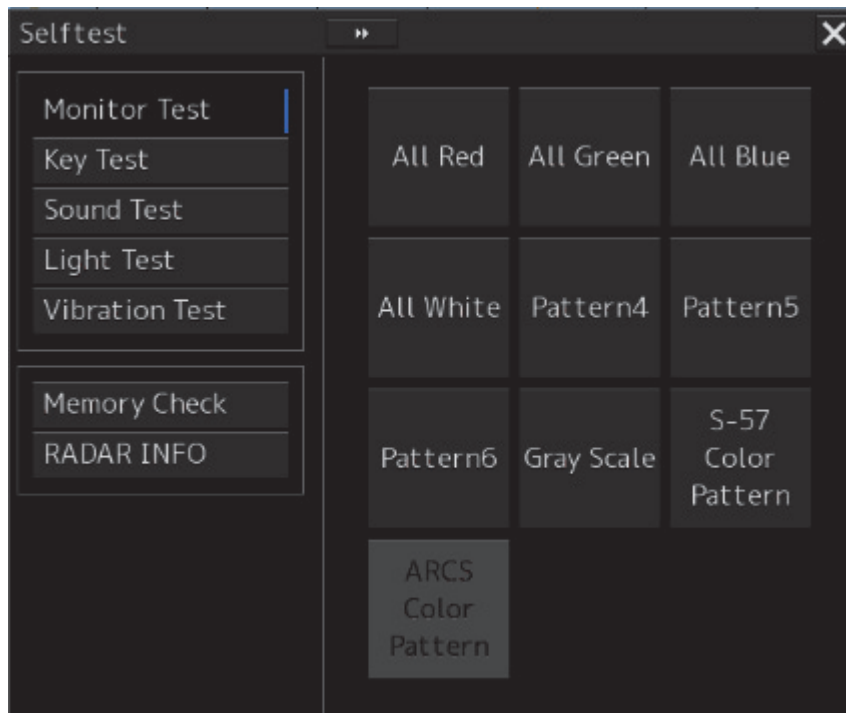 Selftest
Monitor Test
Key Test
Sound Test
Light Test
Vibration Test
Memory Check
RADAR INFO
All Red
All Green
All Blue
All White
Pattern4
Pattern5
Pattern6
Gray Scale
S-57
Color
Pattern
ARCS
Color
Pattern